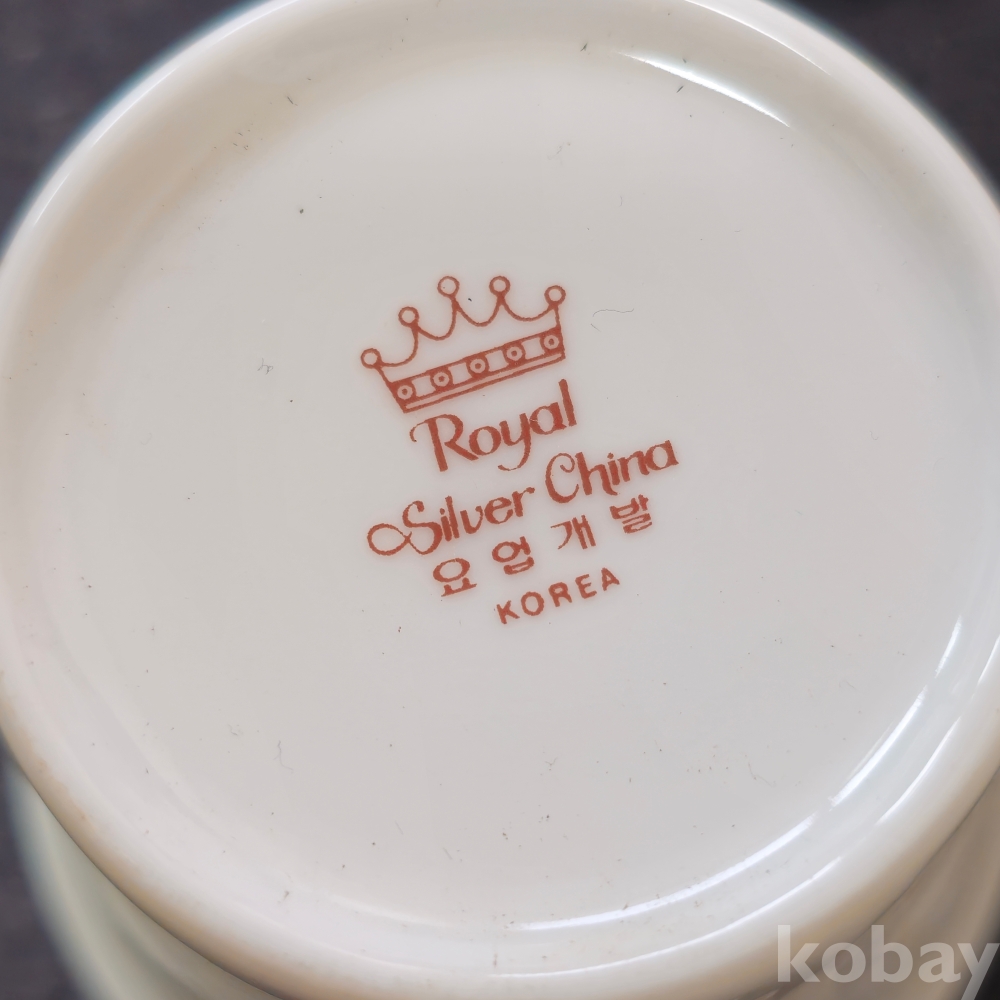 Royal
Silver China
요업개발
KOREA
kobay